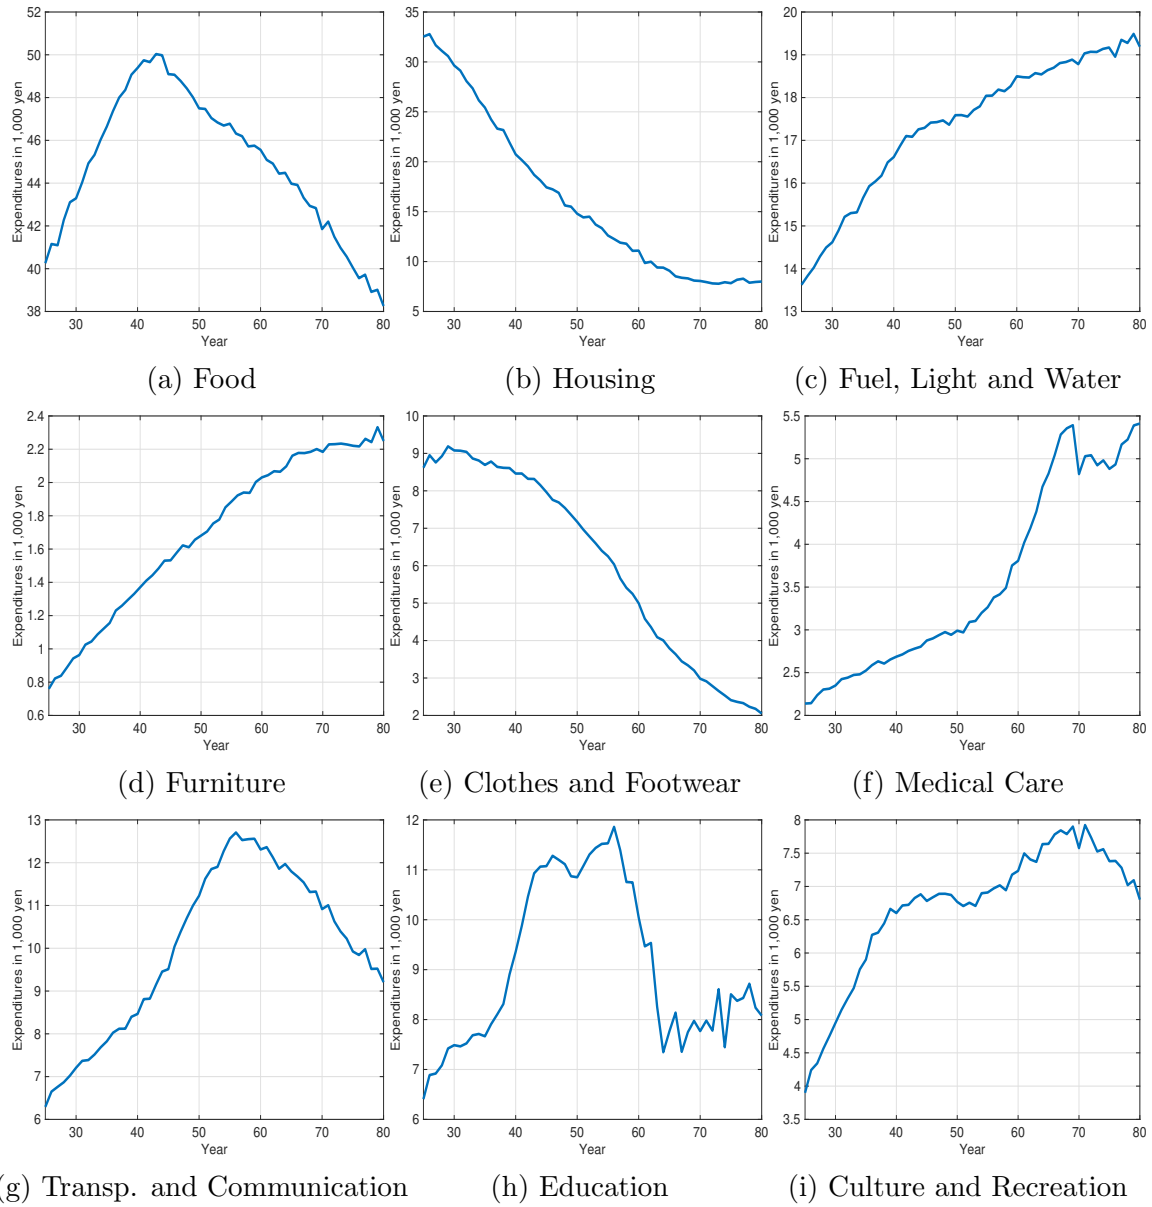 52
50
48
46
44
42
40
38
Expenditures in 1,000 yen
30 40 50 60 70 80
Year
(a) Food
35
30
25
20
15
10
5
Expenditures in 1,000 yen
30 40 50 60 70 80
Year
(b) Housing
20
19
18
17
16
15
14
13
Expenditures in 1,000 yen
30 40 50 60 70 80
Year
(c) Fuel, Light and Water
2.4
2.2
2
1.8
1.6
1.4
1.2
1
0.8
0.6
Expenditures in 1,000 yen
30 40 50 60 70 80
Year
(d) Furniture
10
9
8
7
6
5
4
3
2
Expenditures in 1,000 yen
30 40 50 60 70 80
Year
(e) Clothes and Footwear
5.5
5
4.5
4
3.5
3
2.5
2
Expenditures in 1,000 yen
30 40 50 60 70 80
Year
(f) Medical Care
13
12
11
10
9
8
7
6
Expenditures in 1,000 yen
30 40 50 60 70 80
Year
(g) Transp. and Communication
12
11
10
9
8
7
6
Expenditures in 1,000 yen
30 40 50 60 70 80
Year
(h) Education
8
7.5
7
6.5
6
5.5
5
4.5
4
3.5
Expenditures in 1,000 yen
30 40 50 60 70 80
Year
(i) Culture and Recreation